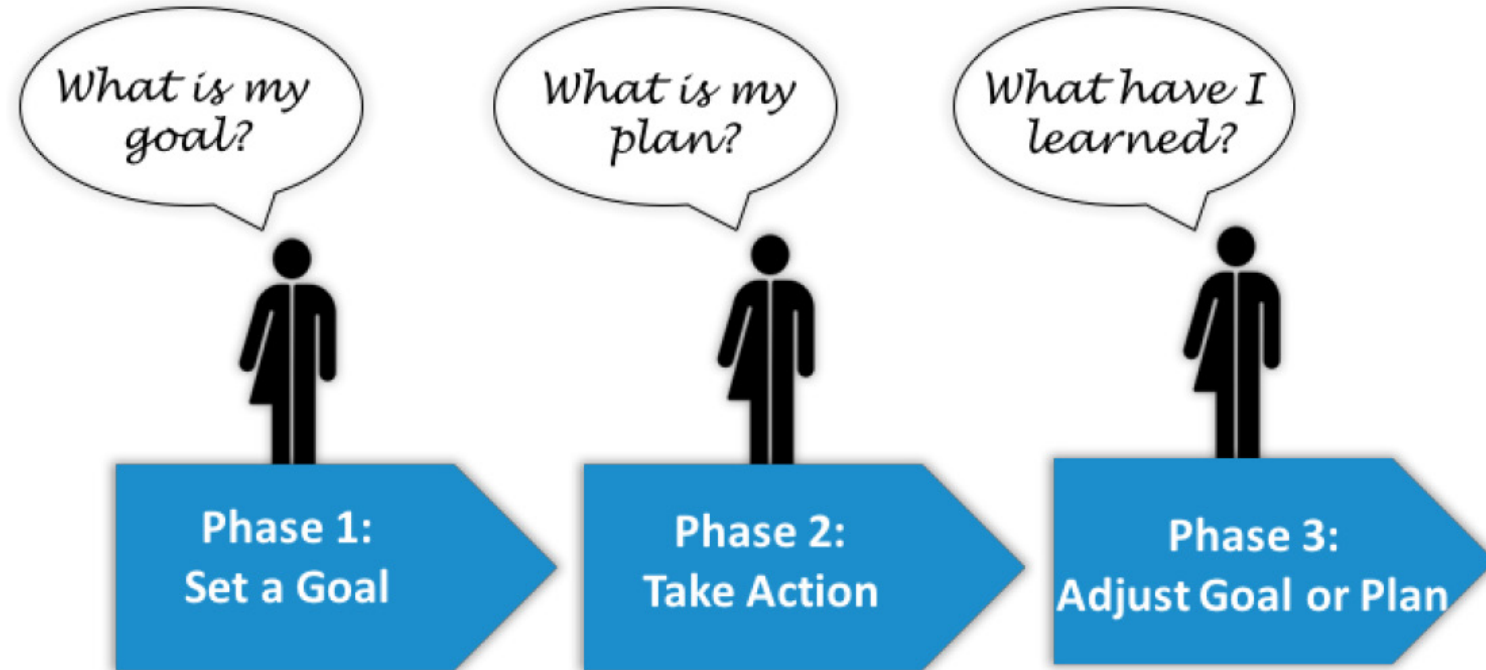 What is my
goal?
What is my
plan?
What have I
learned?
Phase 1:
Set a Goal
Phase 2:
Take Action
Phase 3:
Adjust Goal or Plan